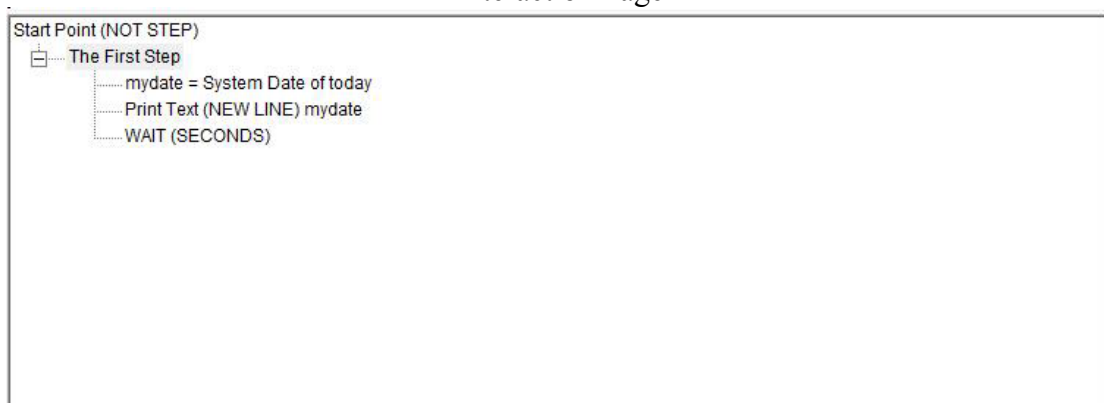 Start Point (NOT STEP)
The First Step
mydate = System Date of today
Print Text (NEW LINE) mydate
WAIT (SECONDS)